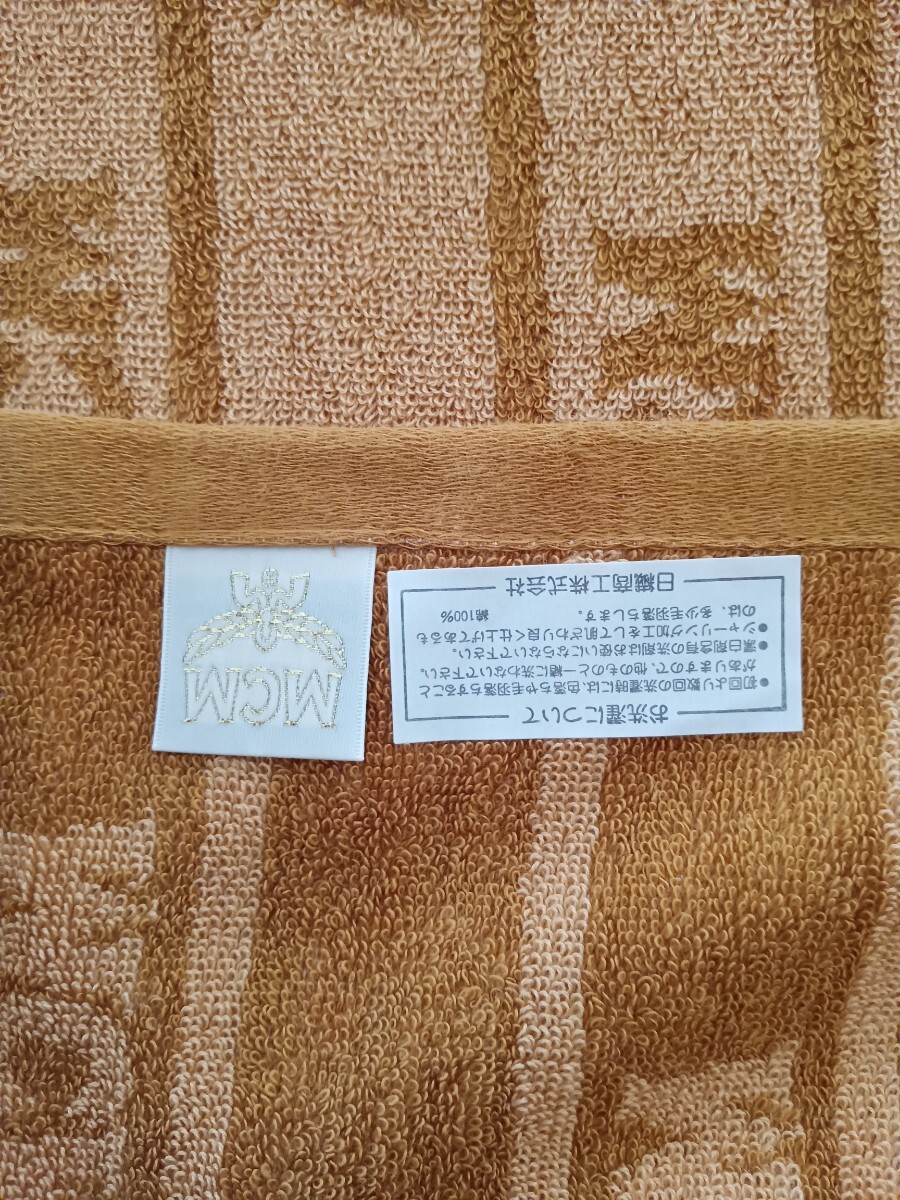 MCM
お洗濯について
●初回より数回の洗濯時には、色落ちや毛羽落ちすること
がありますので、他のものと一緒に洗わないで下さい。
●漂白剤含有の洗剤はお使いにならないで下さい。
●シャーリング加工をして肌ざわり良く仕上げてあるも
のは、多少毛羽落ちします。 綿100%
日繊商工株式会社